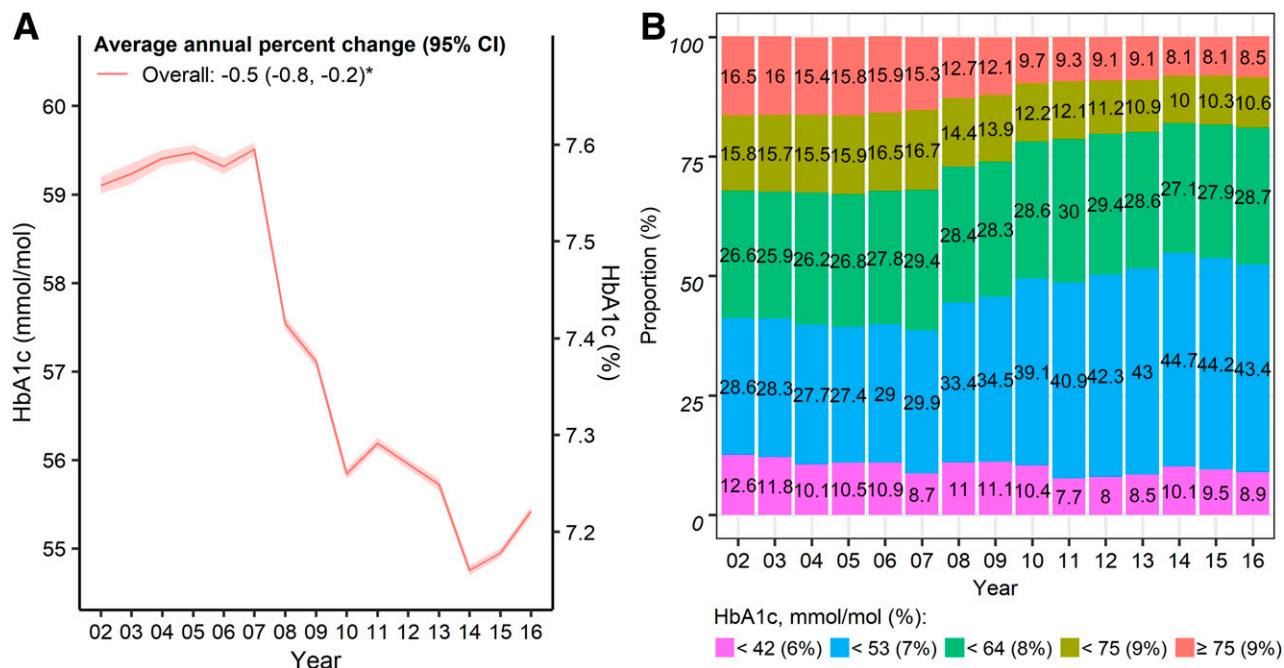 A
Average annual percent change (95% CI)
Overall: -0.5 (-0.8, -0.2)*
60
59
58
57
56
55
HbA1c (mmol/mol)
7.6
7.5
7.4
7.3
7.2
HbA1c (%)
02 03 04 05 06 07 08 09 10 11 12 13 14 15 16
Year
B
100
75
50
25
0
Proportion (%)
16.5 16 15.4 15.8 15.9 15.3 12.7 12.1 9.7 9.3 9.1 9.1 8.1 8.1 8.5
15.8 15.7 15.5 15.9 16.5 16.7 14.4 13.9 12.2 12.1 11.2 10.9 10 10.3 10.6
26.6 25.9 26.2 26.8 27.8 29.4 28.4 28.3 28.6 30 29.4 28.6 27.1 27.9 28.7
28.6 28.3 27.7 27.4 29 29.9 33.4 34.5 39.1 40.9 42.3 43 44.7 44.2 43.4
12.6 11.8 10.1 10.5 10.9 8.7 11 11.1 10.4 7.7 8 8.5 10.1 9.5 8.9
02 03 04 05 06 07 08 09 10 11 12 13 14 15 16
Year
HbA1c, mmol/mol (%):
< 42 (6%) < 53 (7%) < 64 (8%) < 75 (9%) ≥ 75 (9%)